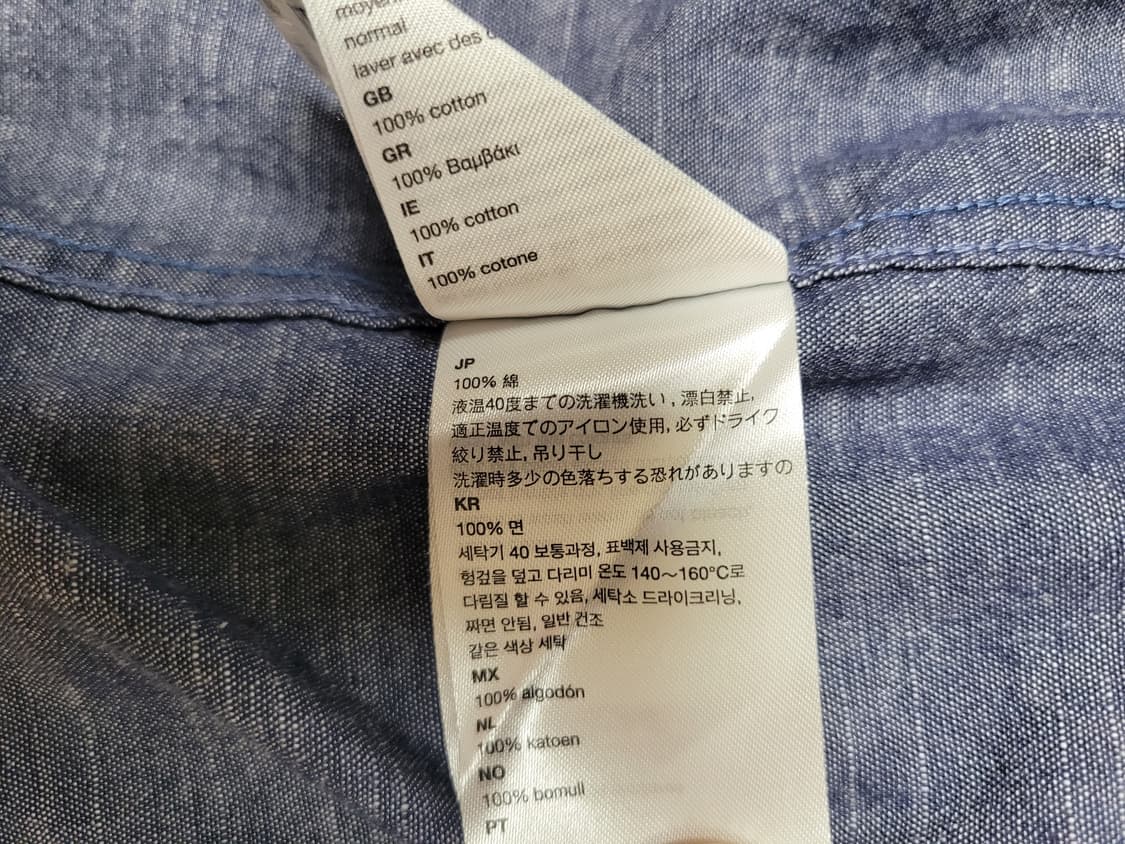 normal
laver avec des
GB
100% cotton
GR
100% Βαμβάκι
IE
100% cotton
IT
100% cotone
JP
100% 綿
液温40度までの洗濯機洗い, 漂白禁止,
適正温度でのアイロン使用, 必ずドライク
絞り禁止, 吊り干し
洗濯時多少の色落ちする恐れがありますの
KR
100% 면
세탁기 40 보통과정, 표백제 사용금지,
헝겊을 덮고 다리미 온도 140～160°C로
다림질 할 수 있음, 세탁소 드라이크리닝,
짜면 안됨, 일반 건조
같은 색상 세탁
MX
100% algodón
NL
100% katoen
NO
100% bomull
PT